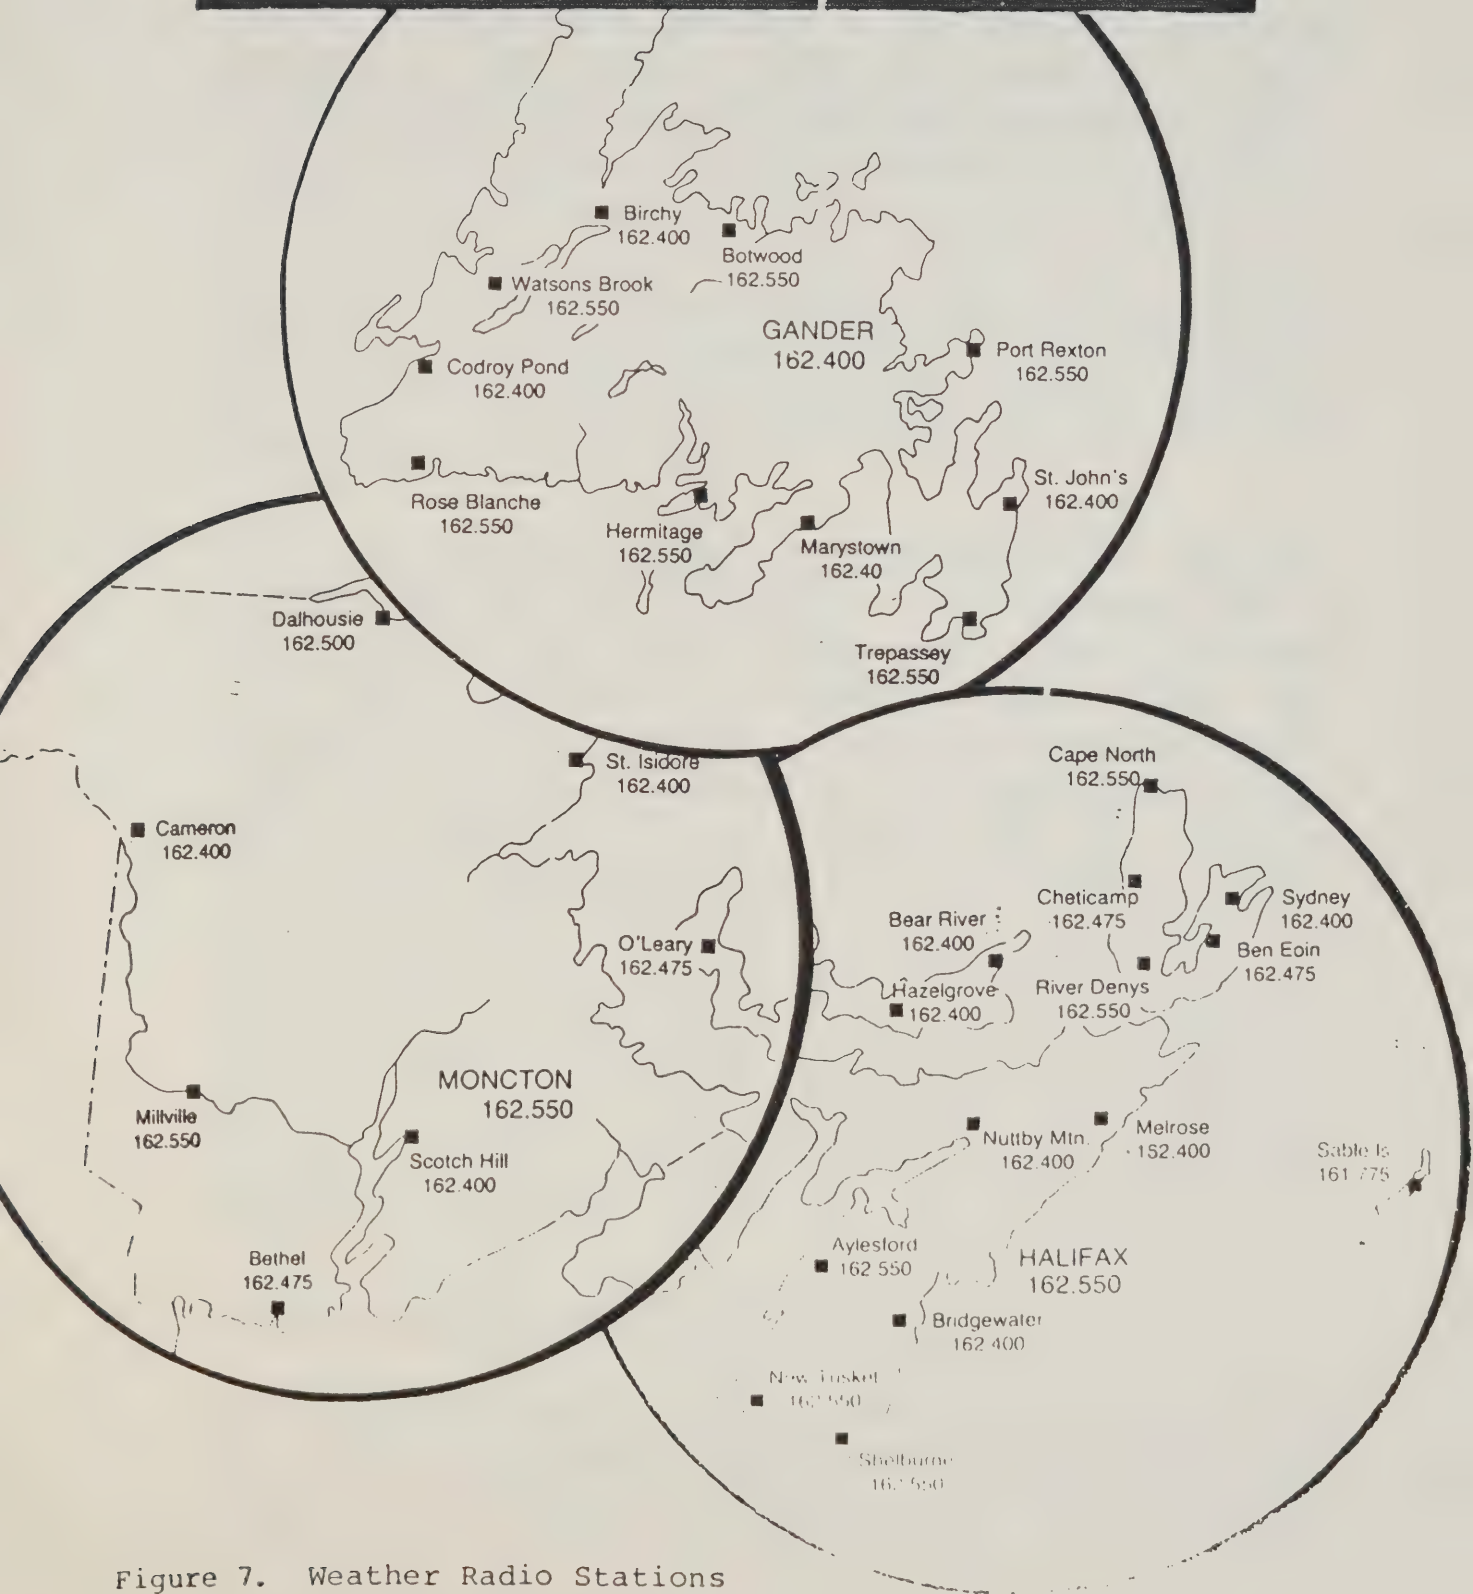 Birchy
162.400
Botwood
162.550
Watsons Brook
162.550
GANDER
162.400
Port Rexton
162.550
Codroy Pond
162.400
St. John's
162.400
Rose Blanche
162.550
Hermitage
162.550
Marystown
162.40
Trepassey
162.550
Dalhousie
162.500
St. Isidore
162.400
Cameron
162.400
O'Leary
162.475
MONCTON
162.550
Millville
162.550
Scotch Hill
162.400
Bethel
162.475
Cape North
162.550
Cheticamp
162.475
Sydney
162.400
Bear River
162.400
Ben Eoin
162.475
Hazelgrove
162.400
River Denys
162.550
Nuttby Mtn.
162.400
Melrose
152.400
Sable Is
161.775
Aylesford
162 550
HALIFAX
162.550
Bridgewater
162 400
New Tusket
Shelburne
Figure 7. Weather Radio Stations